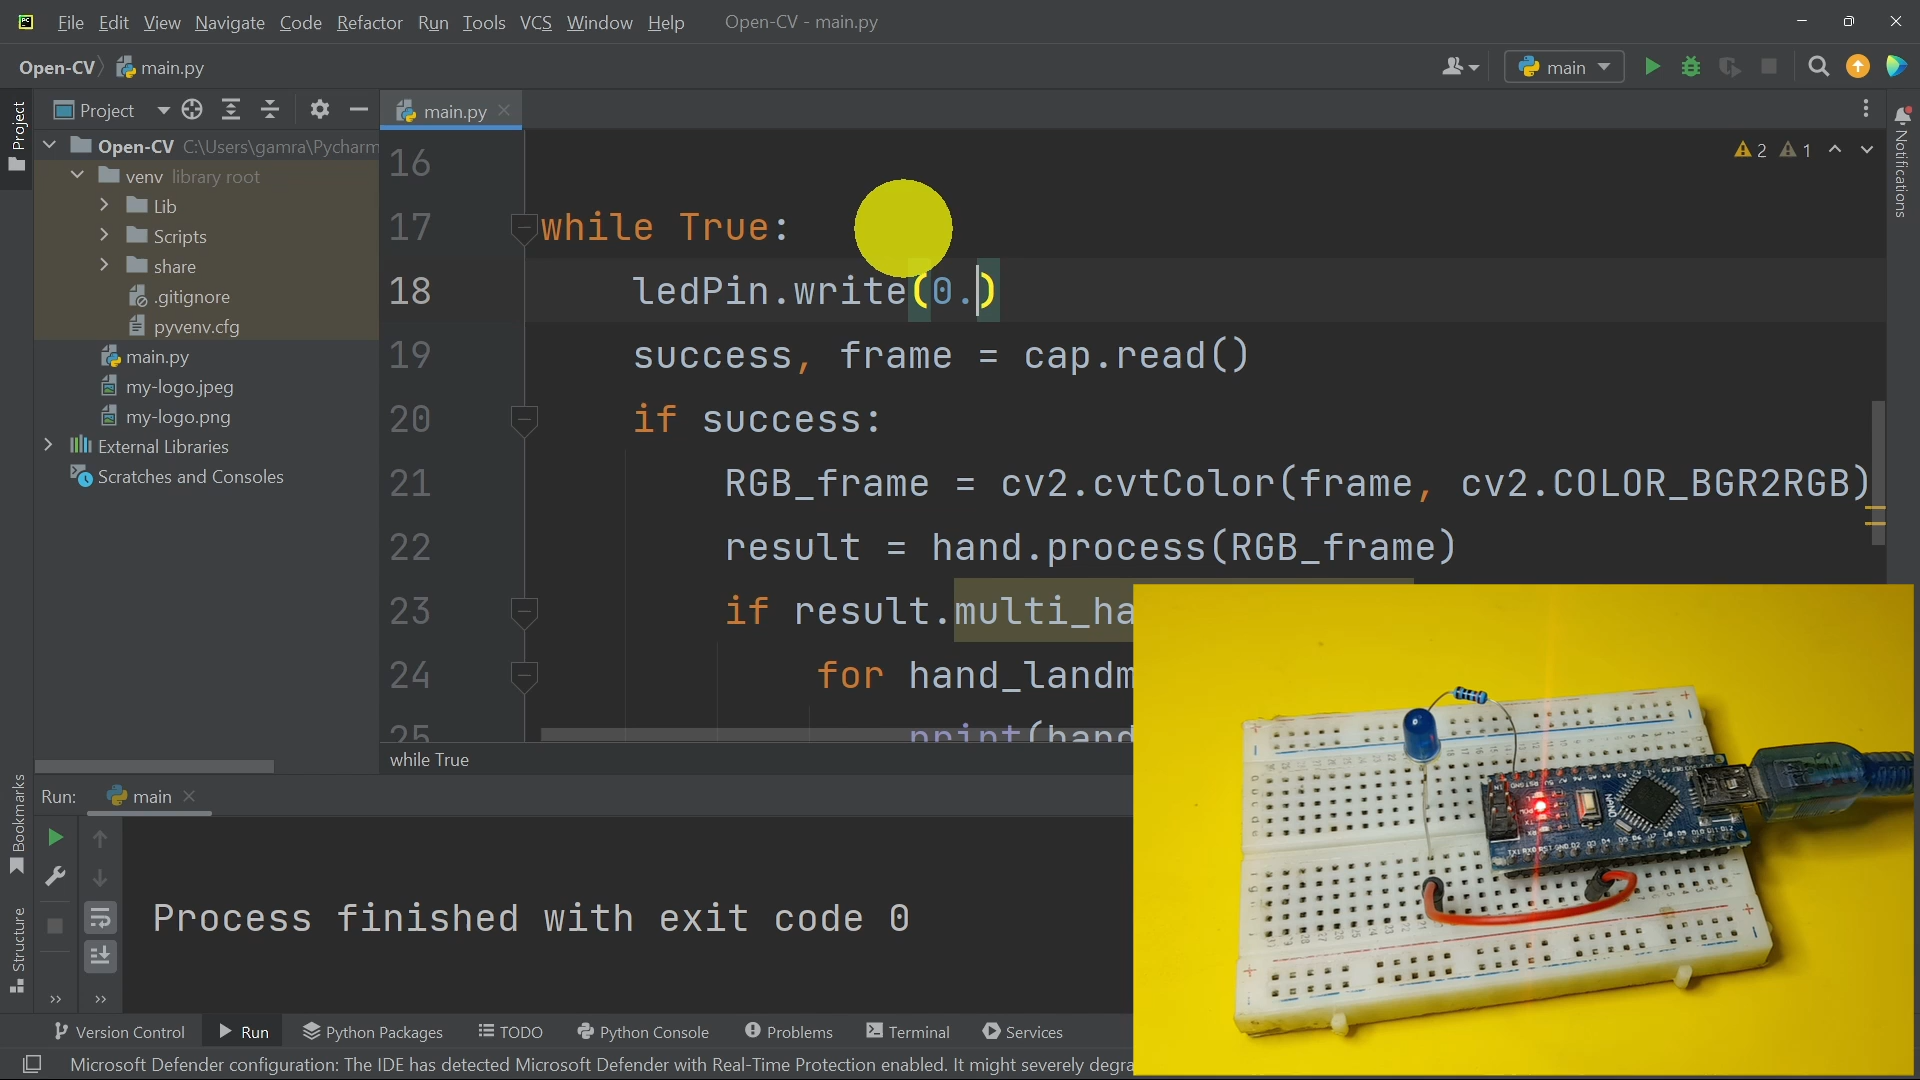 File Edit View Navigate Code Refactor Run Tools VCS Window Help Open-CV - main.py
Open-CV main.py main
Project main.py
Project
Notifications
Open-CV C:\Users\gamra\Pycharm
venv library root
Lib
Scripts
share
.gitignore
pyvenv.cfg
main.py
my-logo.jpeg
my-logo.png
External Libraries
Scratches and Consoles
2 1
16
17 while True:
18 ledPin.write(0.)
19 success, frame = cap.read()
20 if success:
21 RGB_frame = cv2.cvtColor(frame, cv2.COLOR_BGR2RGB)
22 result = hand.process(RGB_frame)
23 if result.multi_ha
24 for hand_landm
25 print(hand
while True
Run: main
Bookmarks
Structure
Process finished with exit code 0
Version Control Run Python Packages TODO Python Console Problems Terminal Services
Microsoft Defender configuration: The IDE has detected Microsoft Defender with Real-Time Protection enabled. It might severely degra